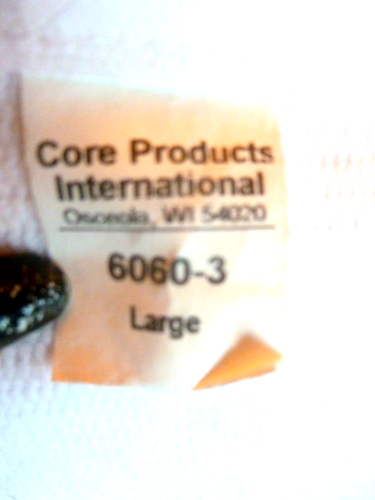 Core Products
International
Osceola, WI 54020
6060-3
Large